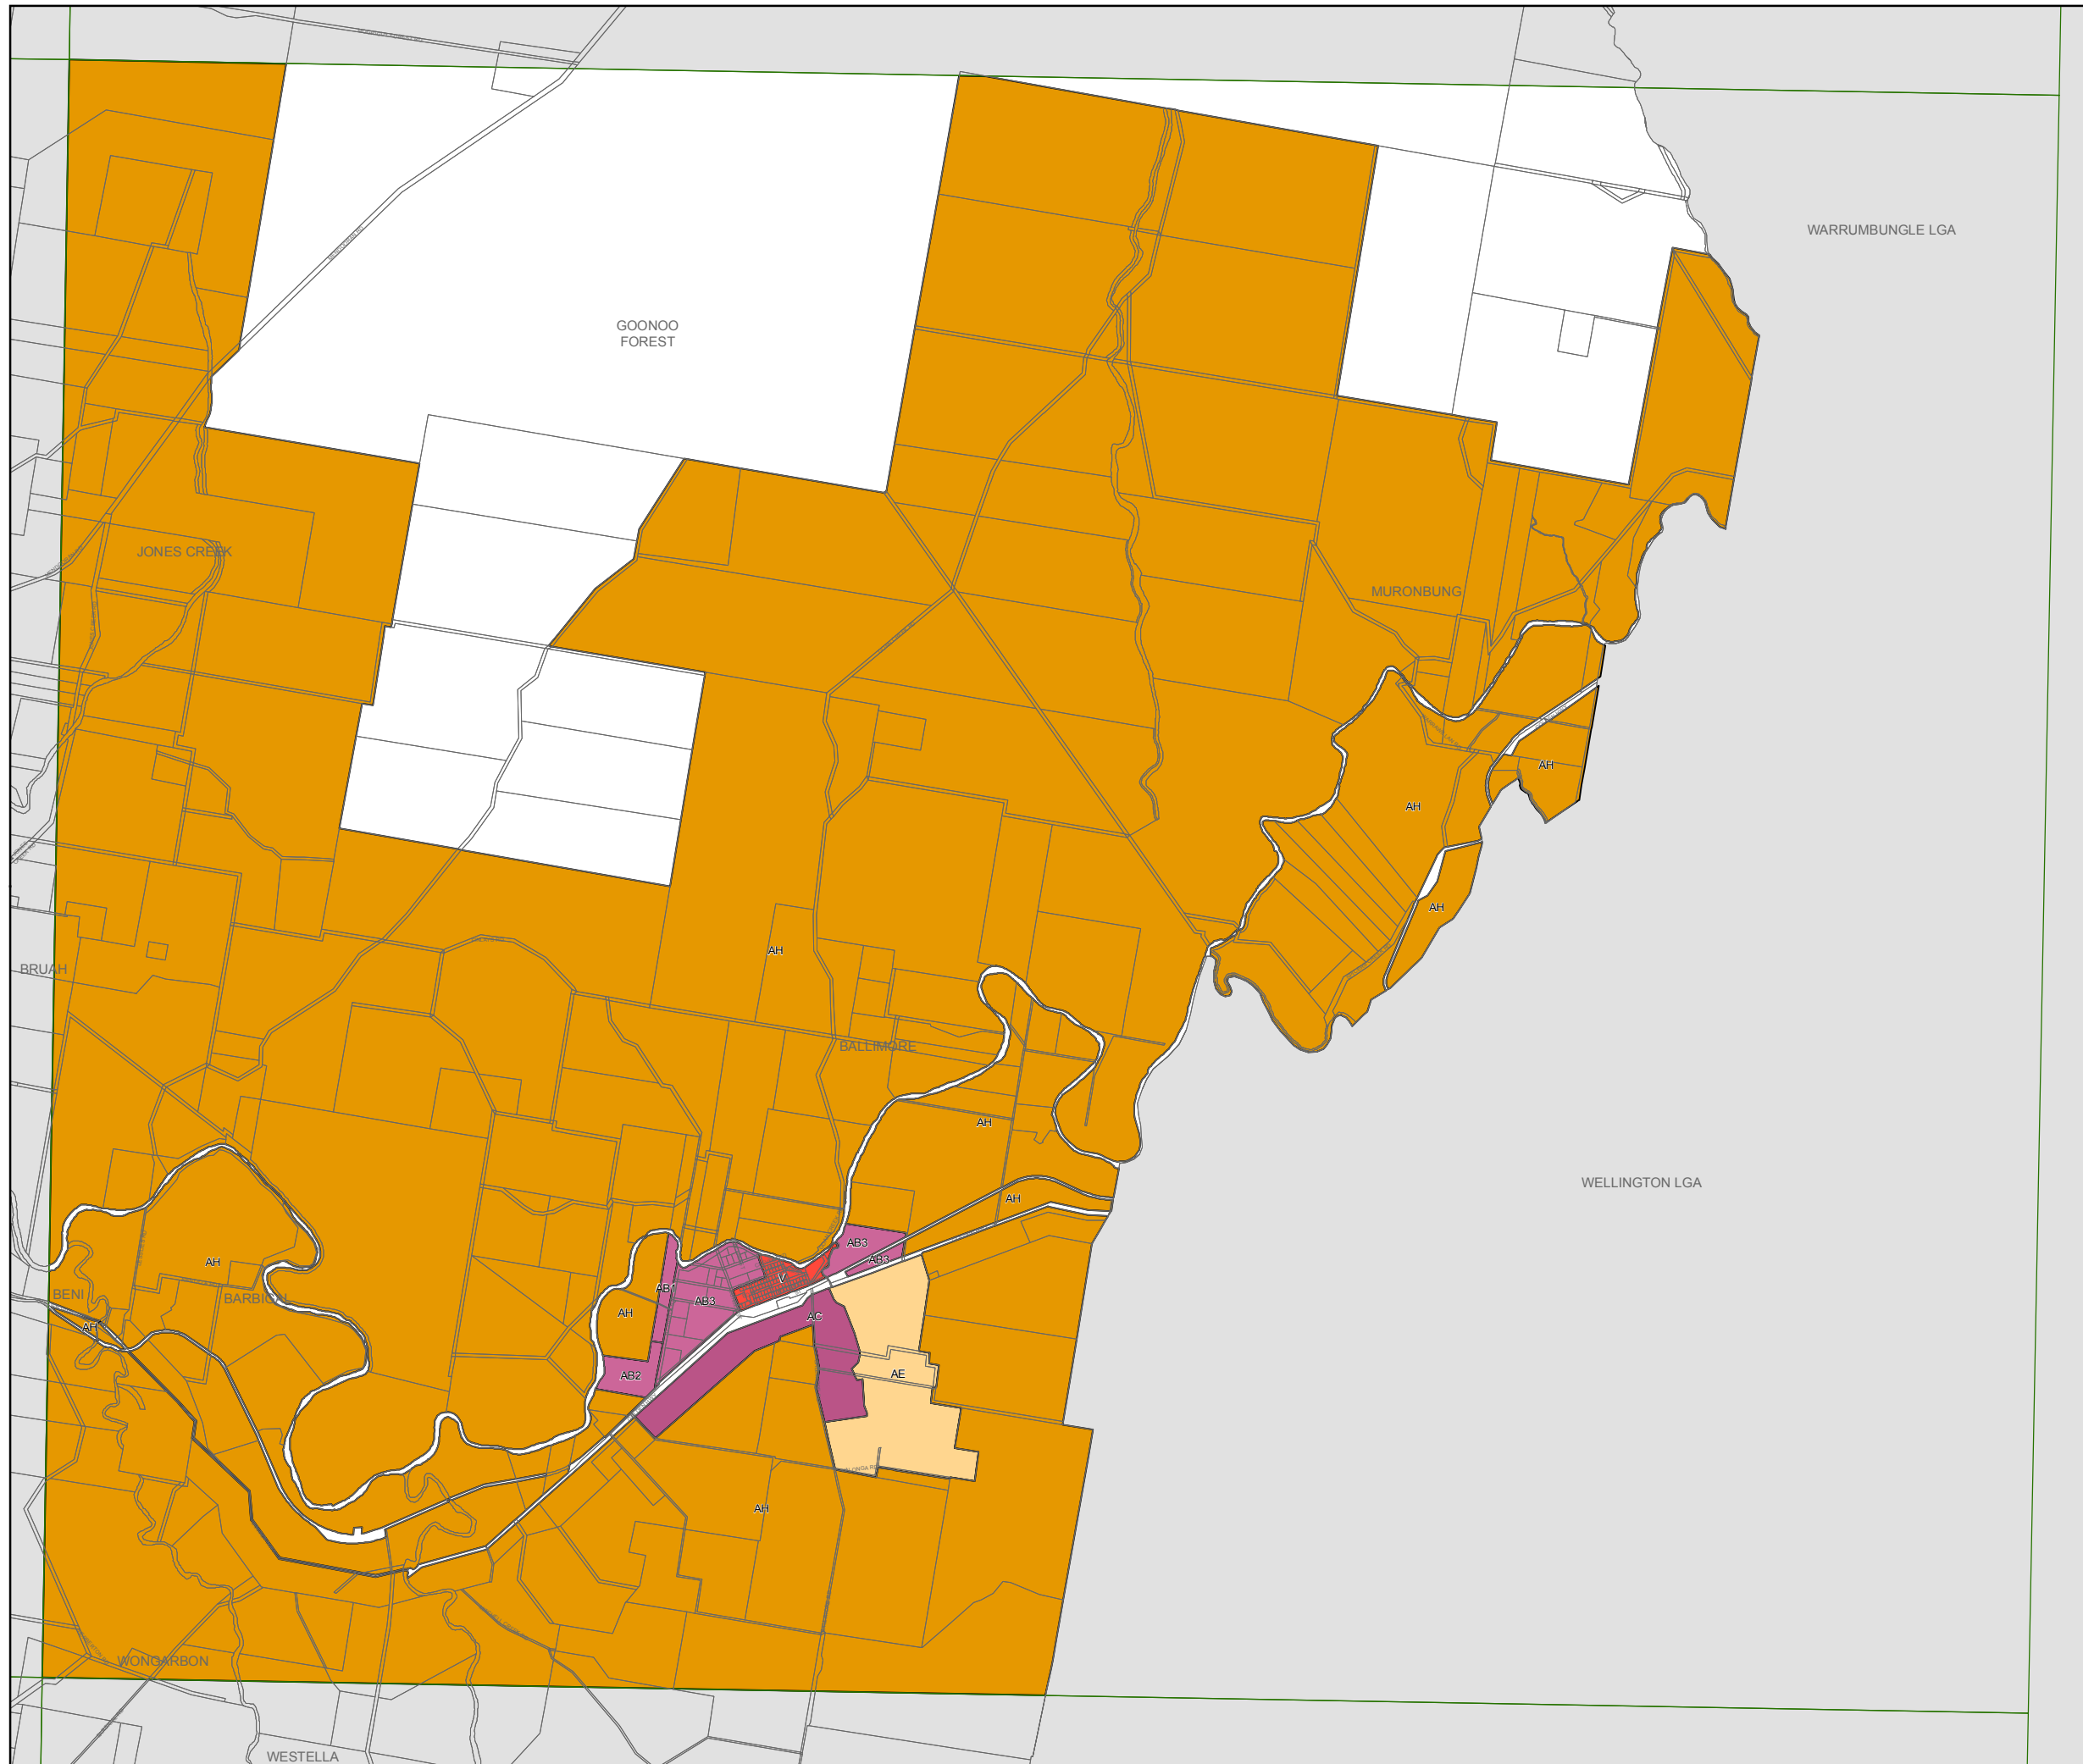 WARRUMBUNGLE LGA
GOONOO
FOREST
JONES CREEK
MURONBUNG
AH
AH
AH
AH
BRUAH
BALLIMORE
AH
WELLINGTON LGA
AH
AB3
AB3
AH
V
AB1
AB3
BENI
BARBIGAL
AH
AC
AH
AB2
AE
AH
WONGARBON
WESTELLA